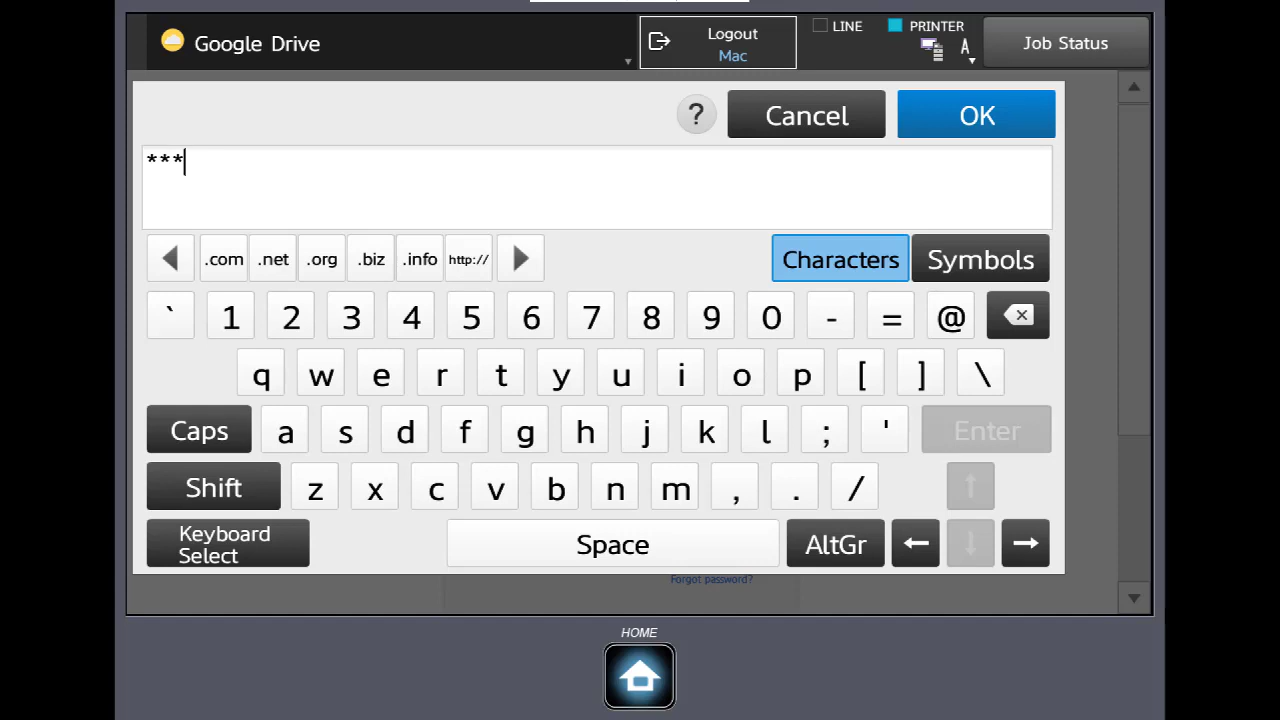 Google Drive
Logout
Mac
LINE
PRINTER
A
Job Status
?
Cancel
OK
***
.com .net .org .biz .info http://
Characters Symbols
` 1 2 3 4 5 6 7 8 9 0 - = @
q w e r t y u i o p [ ] \
Caps a s d f g h j k l ; ' Enter
Shift z x c v b n m , . / ↑
Keyboard
Select
Space AltGr ← ↓ →
Forgot password?
HOME